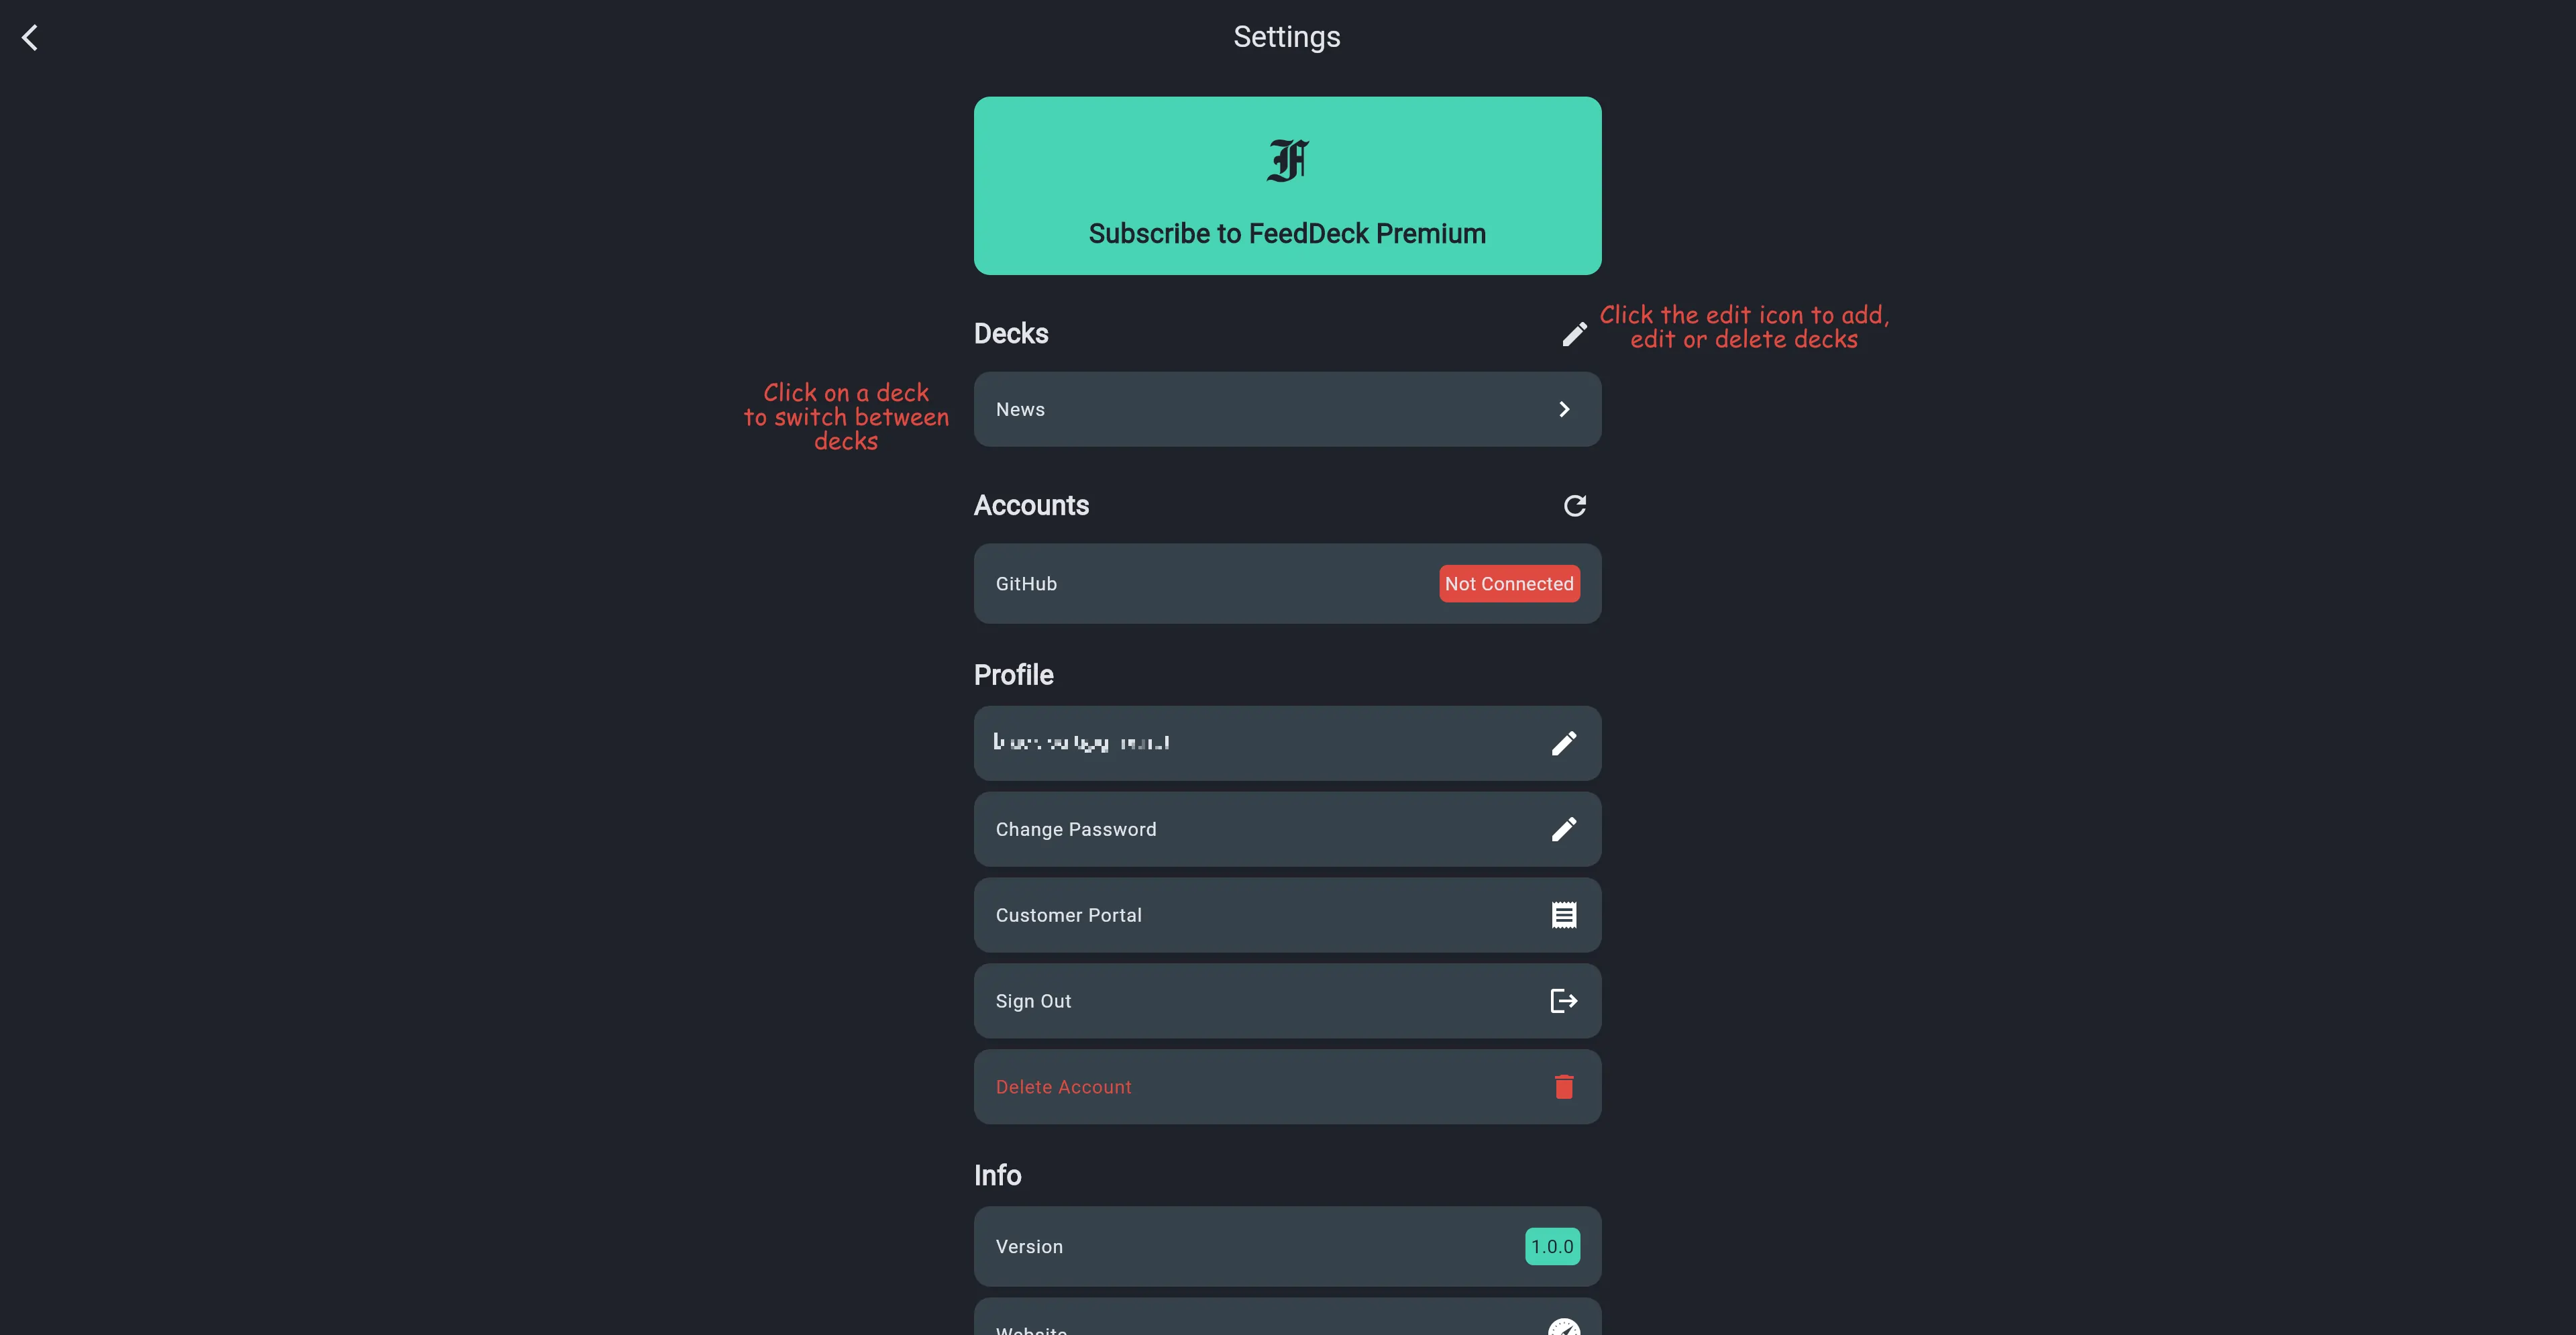 Settings
Subscribe to FeedDeck Premium
Decks
Click the edit icon to add,
edit or delete decks
Click on a deck
to switch between
decks
News
Accounts
GitHub
Not Connected
Profile
Change Password
Customer Portal
Sign Out
Delete Account
Info
Version
1.0.0
Website